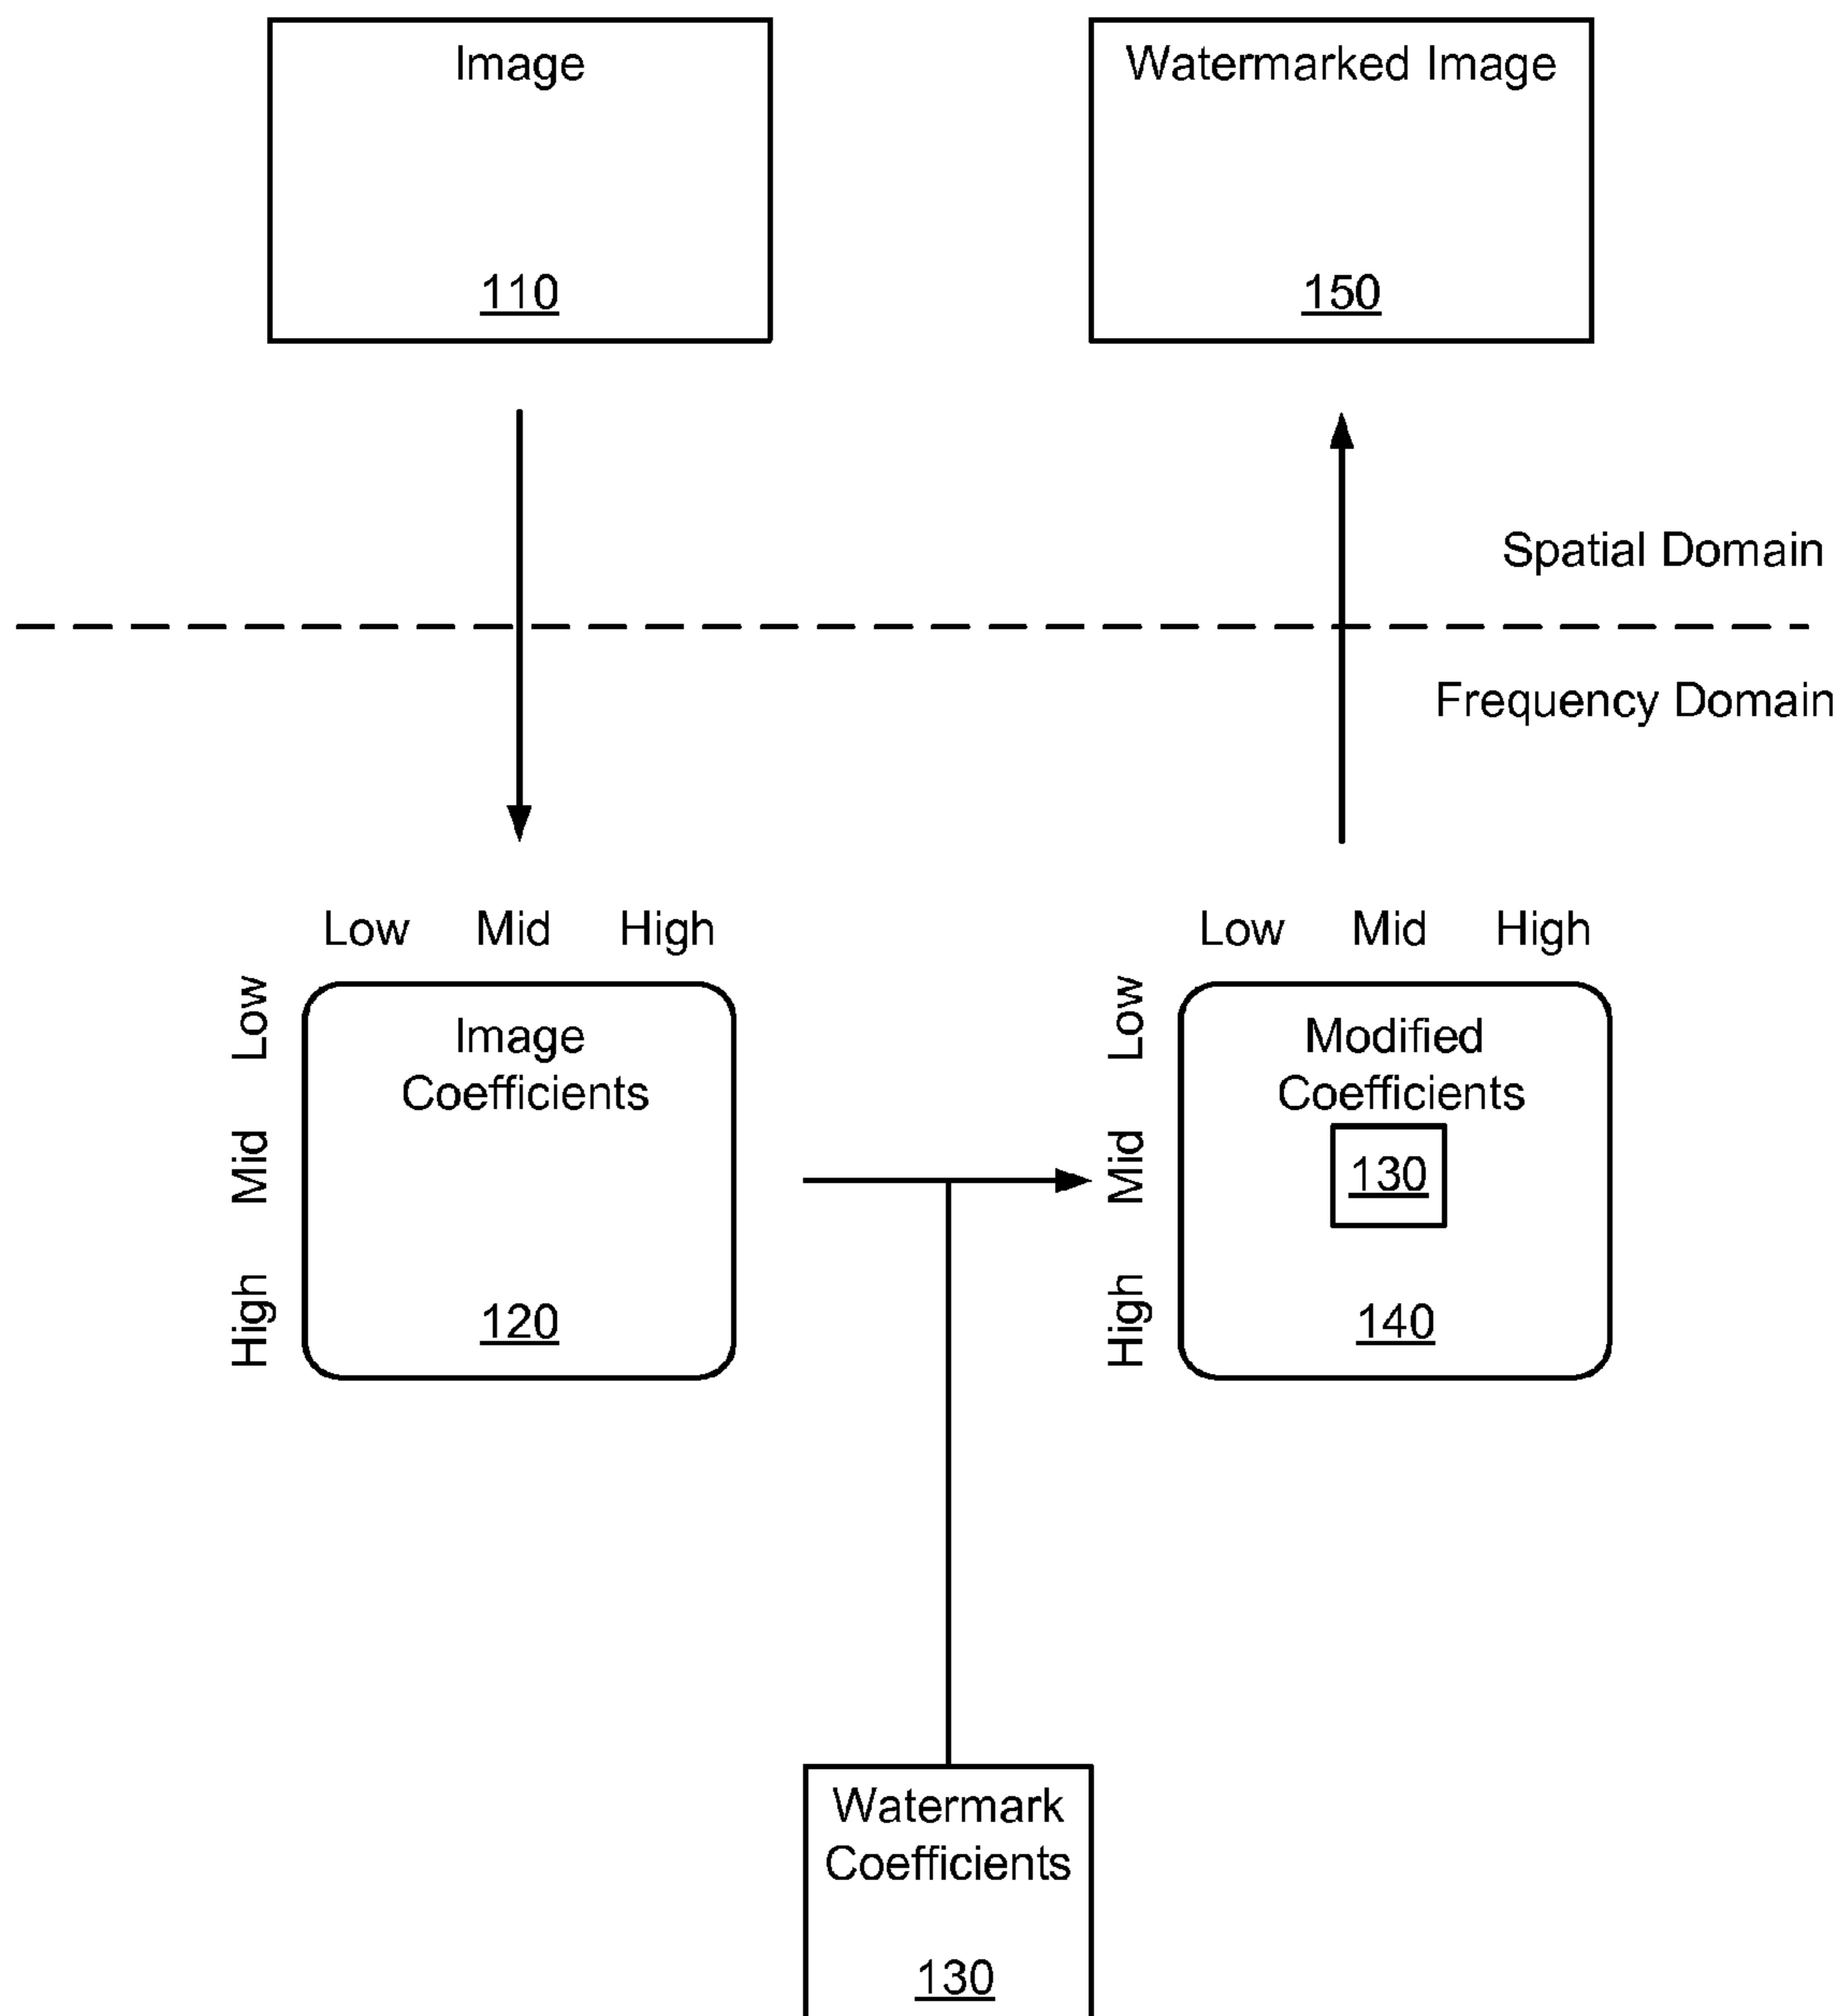 Image
110
Watermarked Image
150
Spatial Domain
Frequency Domain
Low Mid High
Low
Mid
High
Image
Coefficients
120
Low Mid High
Low
Mid
High
Modified
Coefficients
130
140
Watermark
Coefficients
130